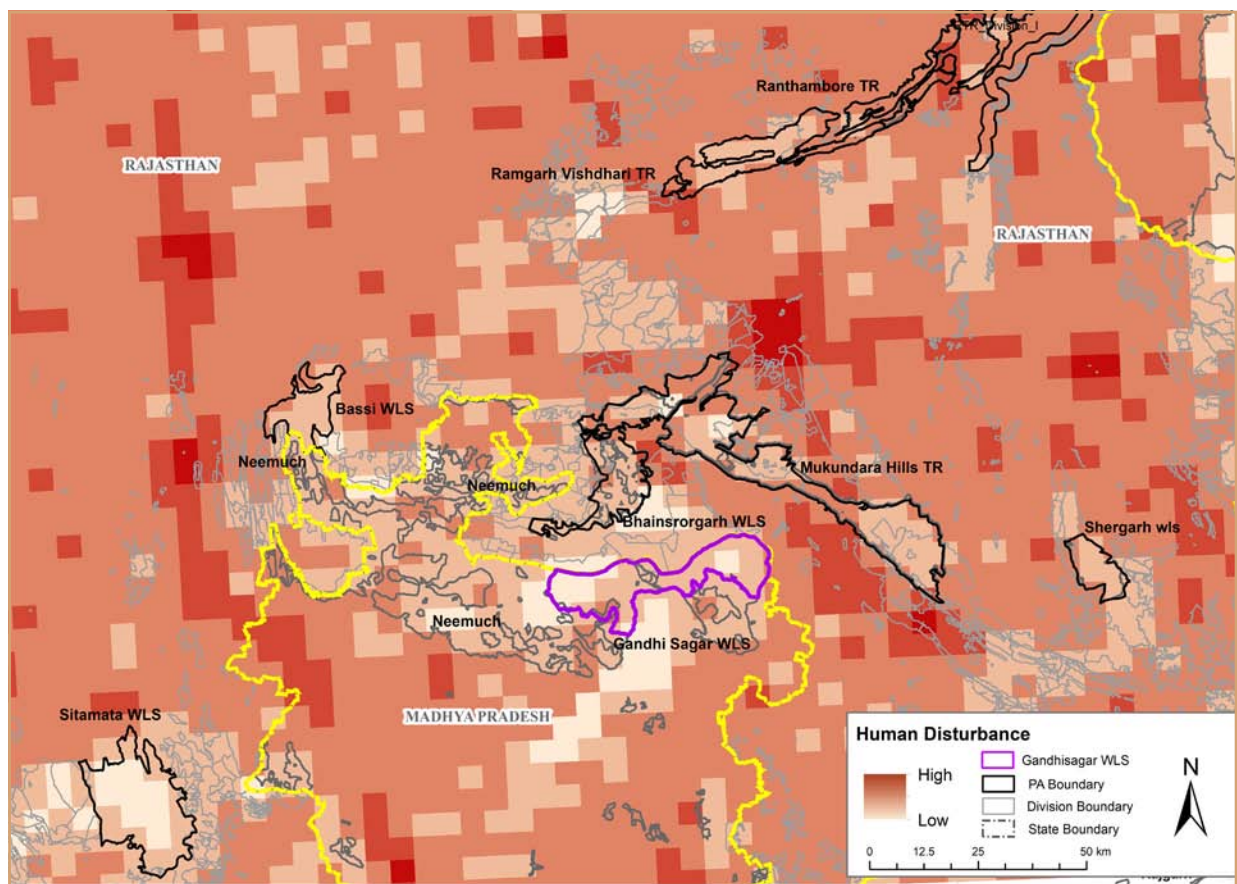 Ranthambore TR
RAJASTHAN
Ramgarh Vishdhari TR
RAJASTHAN
Bassi WLS
Neemuch
Neemuch
Mukundara Hills TR
Bhainsrorgarh WLS
Shergarh wls
Neemuch
Gandhi Sagar WLS
Sitamata WLS
MADHYA PRADESH
Human Disturbance
High
Low
Gandhisagar WLS
PA Boundary
Division Boundary
State Boundary
N
0 12.5 25 50 km